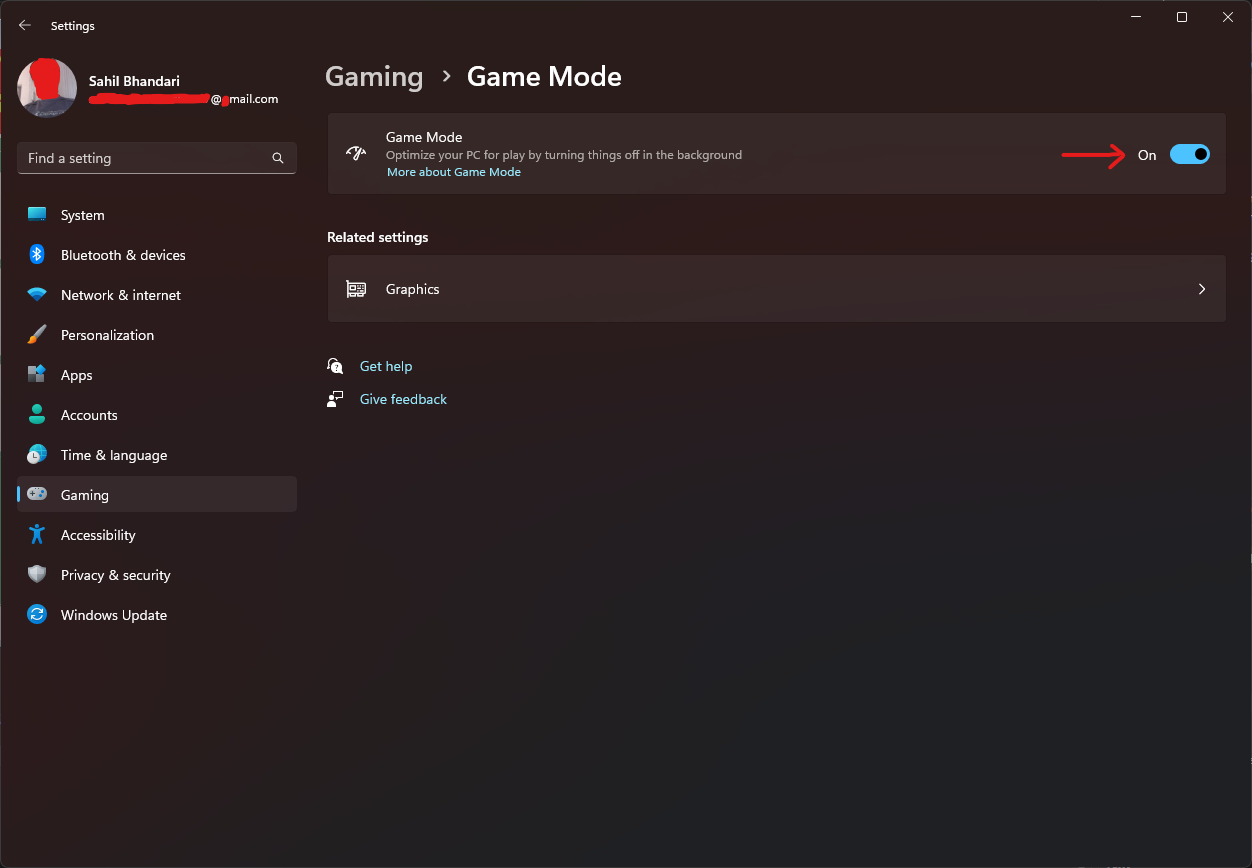 Settings
Sahil Bhandari
@ mail.com
Find a setting
System
Bluetooth & devices
Network & internet
Personalization
Apps
Accounts
Time & language
Gaming
Accessibility
Privacy & security
Windows Update
Gaming > Game Mode
Game Mode
Optimize your PC for play by turning things off in the background
More about Game Mode
On
Related settings
Graphics
Get help
Give feedback